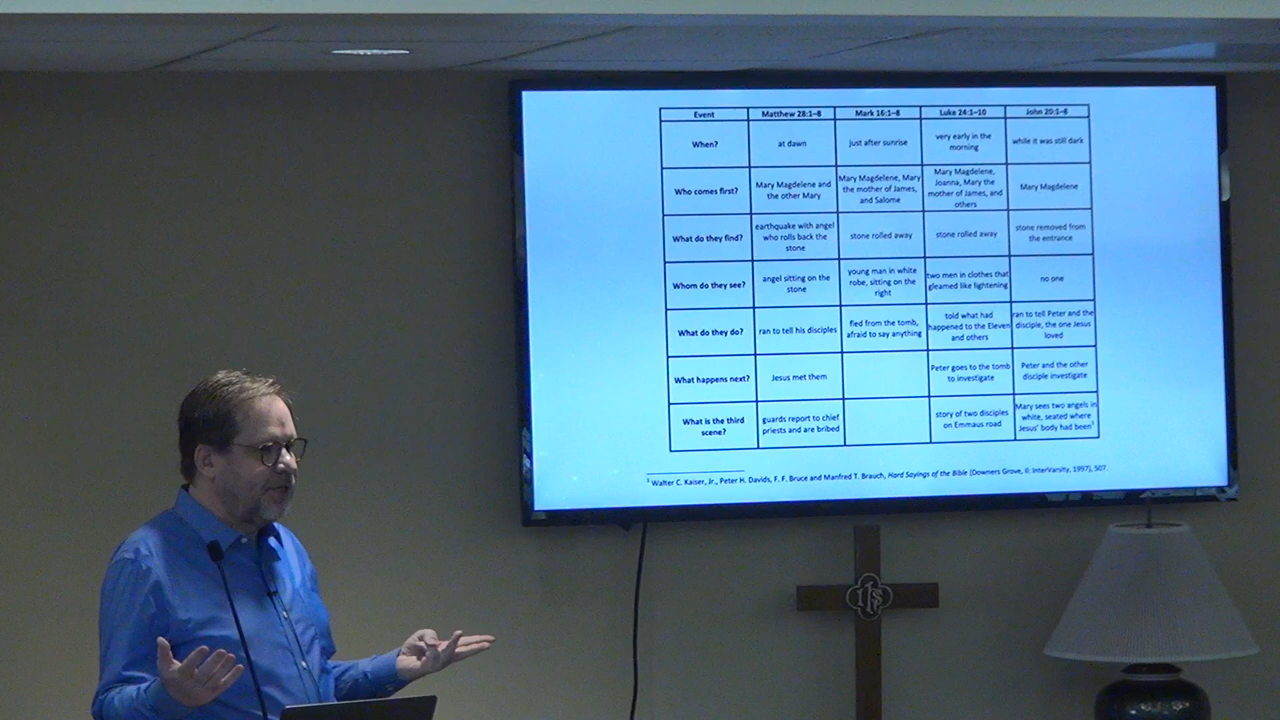 Event Matthew 28:1–8 Mark 16:1–8 Luke 24:1–10 John 20:1–8
When? at dawn just after sunrise very early in the
morning while it was still dark
Who comes first? Mary Magdelene and
the other Mary Mary Magdelene, Mary
the mother of James,
and Salome Mary Magdelene,
Joanna, Mary the
mother of James, and
others Mary Magdelene
What do they find? earthquake with angel
who rolls back the
stone stone rolled away stone rolled away stone removed from
the entrance
Whom do they see? angel sitting on the
stone young man in white
robe, sitting on the
right two men in clothes that
gleamed like lightening no one
What do they do? ran to tell his disciples fled from the tomb,
afraid to say anything told what had
happened to the Eleven
and others ran to tell Peter and the
disciple, the one Jesus
loved
What happens next? Jesus met them Peter goes to the tomb
to investigate Peter and the other
disciple investigate
What is the third
scene? guards report to chief
priests and are bribed story of two disciples
on Emmaus road Mary sees two angels in
white, seated where
Jesus' body had been¹
¹ Walter C. Kaiser, Jr., Peter H. Davids, F. F. Bruce and Manfred T. Brauch, Hard Sayings of the Bible (Downers Grove, Il: InterVarsity, 1997), 507.
IHS